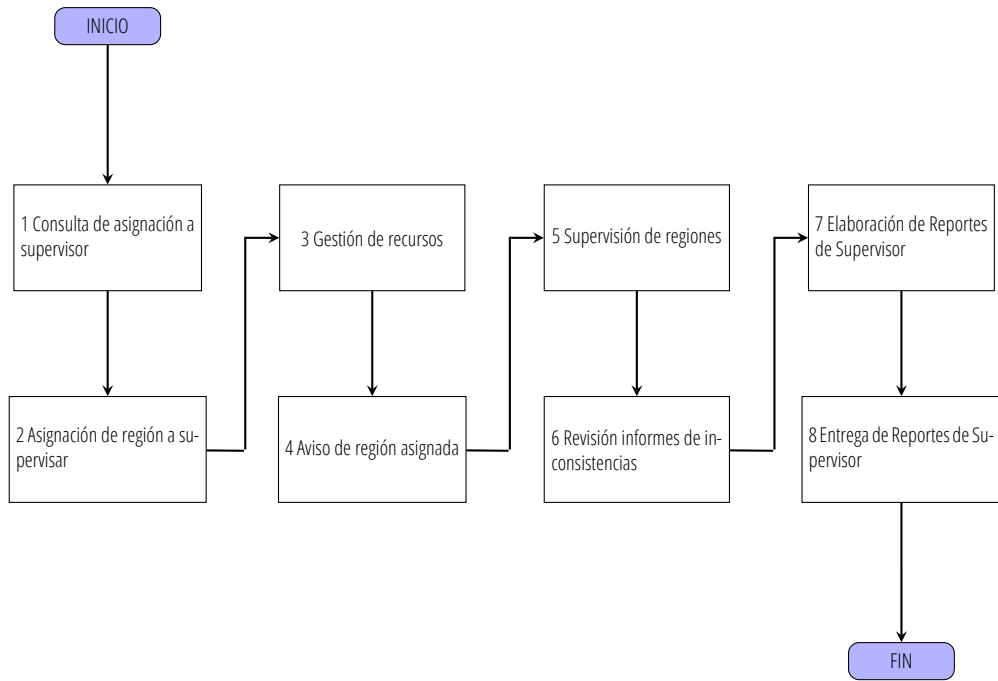 INICIO
1 Consulta de asignación a
supervisor
2 Asignación de región a su-
pervisar
3 Gestión de recursos
4 Aviso de región asignada
5 Supervisión de regiones
6 Revisión informes de in-
consistencias
7 Elaboración de Reportes
de Supervisor
8 Entrega de Reportes de Su-
pervisor
FIN